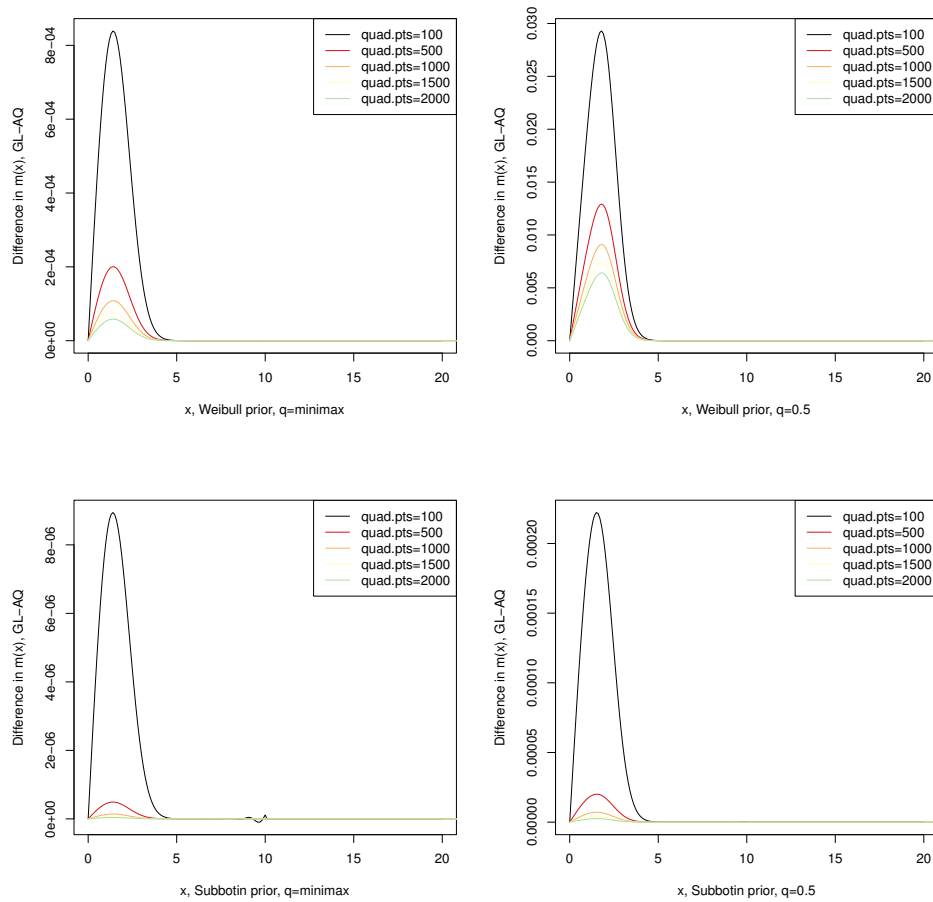 quad.pts=100
quad.pts=500
quad.pts=1000
quad.pts=1500
quad.pts=2000
Difference in m(x), GL-AQ
0e+00 2e-04 4e-04 6e-04 8e-04
0 5 10 15 20
x, Weibull prior, q=minimax
quad.pts=100
quad.pts=500
quad.pts=1000
quad.pts=1500
quad.pts=2000
Difference in m(x), GL-AQ
0.000 0.005 0.010 0.015 0.020 0.025 0.030
0 5 10 15 20
x, Weibull prior, q=0.5
quad.pts=100
quad.pts=500
quad.pts=1000
quad.pts=1500
quad.pts=2000
Difference in m(x), GL-AQ
0e+00 2e-06 4e-06 6e-06 8e-06
0 5 10 15 20
x, Subbotin prior, q=minimax
quad.pts=100
quad.pts=500
quad.pts=1000
quad.pts=1500
quad.pts=2000
Difference in m(x), GL-AQ
0.00000 0.00005 0.00010 0.00015 0.00020
0 5 10 15 20
x, Subbotin prior, q=0.5